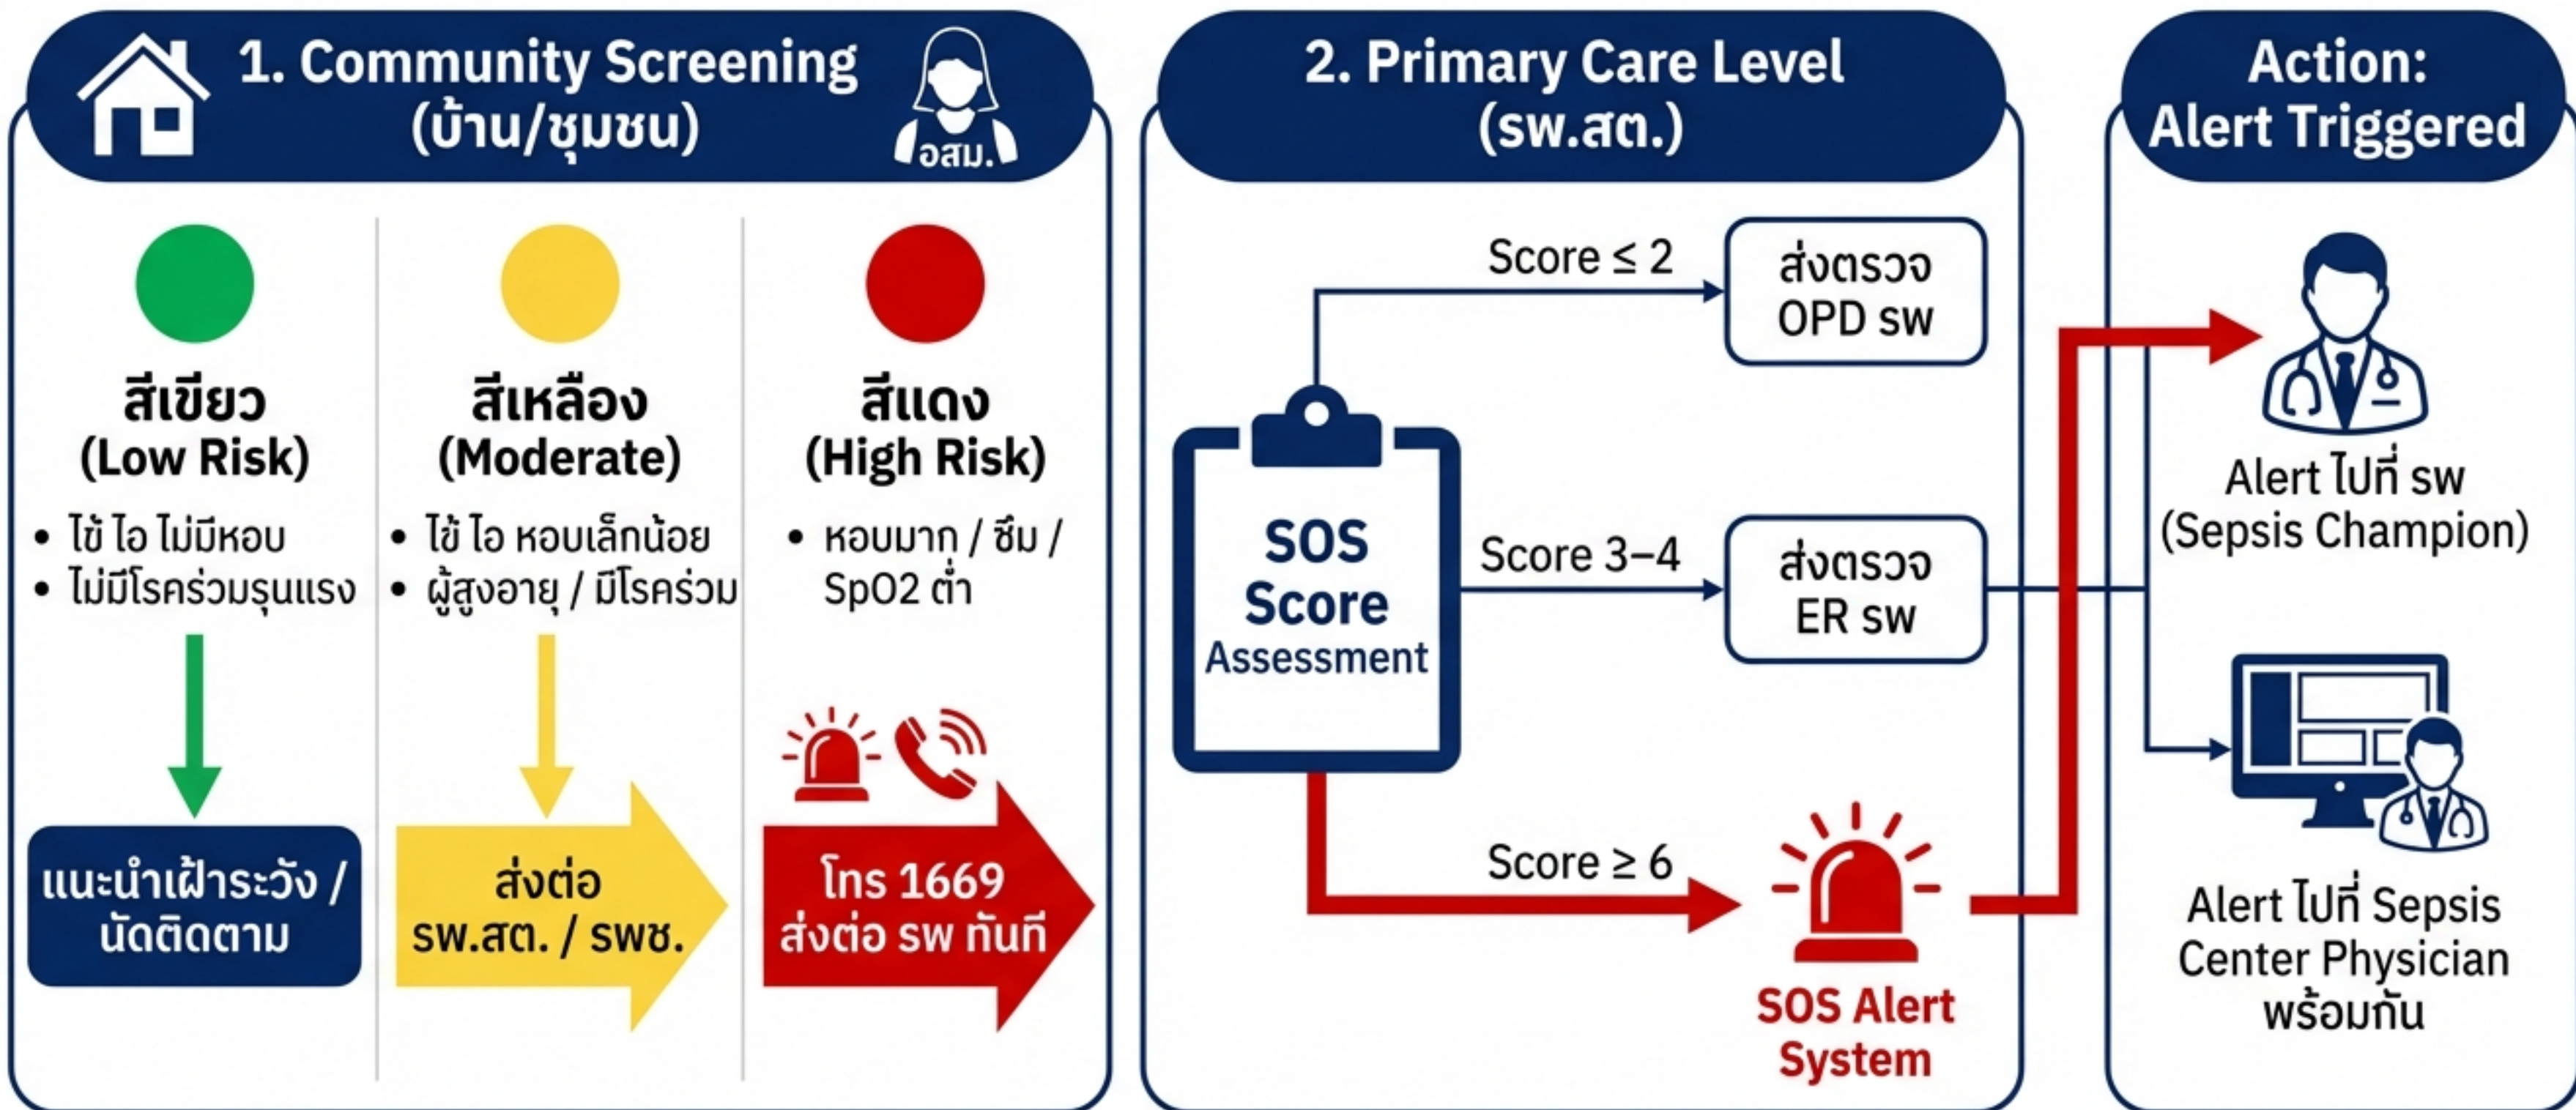 1. Community Screening
(บ้าน/ชุมชน)
อสม.
สีเขียว
(Low Risk)
• ไข้ ไอ ไม่มีหอบ
• ไม่มีโรคร่วมรุนแรง
แนะนำเฝ้าระวัง /
นัดติดตาม
สีเหลือง
(Moderate)
• ไข้ ไอ หอบเล็กน้อย
• ผู้สูงอายุ / มีโรคร่วม
ส่งต่อ
รพ.สต. / รพช.
สีแดง
(High Risk)
• หอบมาก / ซึม /
SpO2 ต่ำ
โทร 1669
ส่งต่อ รพ ทันที
2. Primary Care Level
(รพ.สต.)
SOS
Score
Assessment
Score ≤ 2
ส่งตรวจ
OPD รพ
Score 3–4
ส่งตรวจ
ER รพ
Score ≥ 6
SOS Alert
System
Action:
Alert Triggered
Alert ไปที่ รพ
(Sepsis Champion)
Alert ไปที่ Sepsis
Center Physician
พร้อมกัน